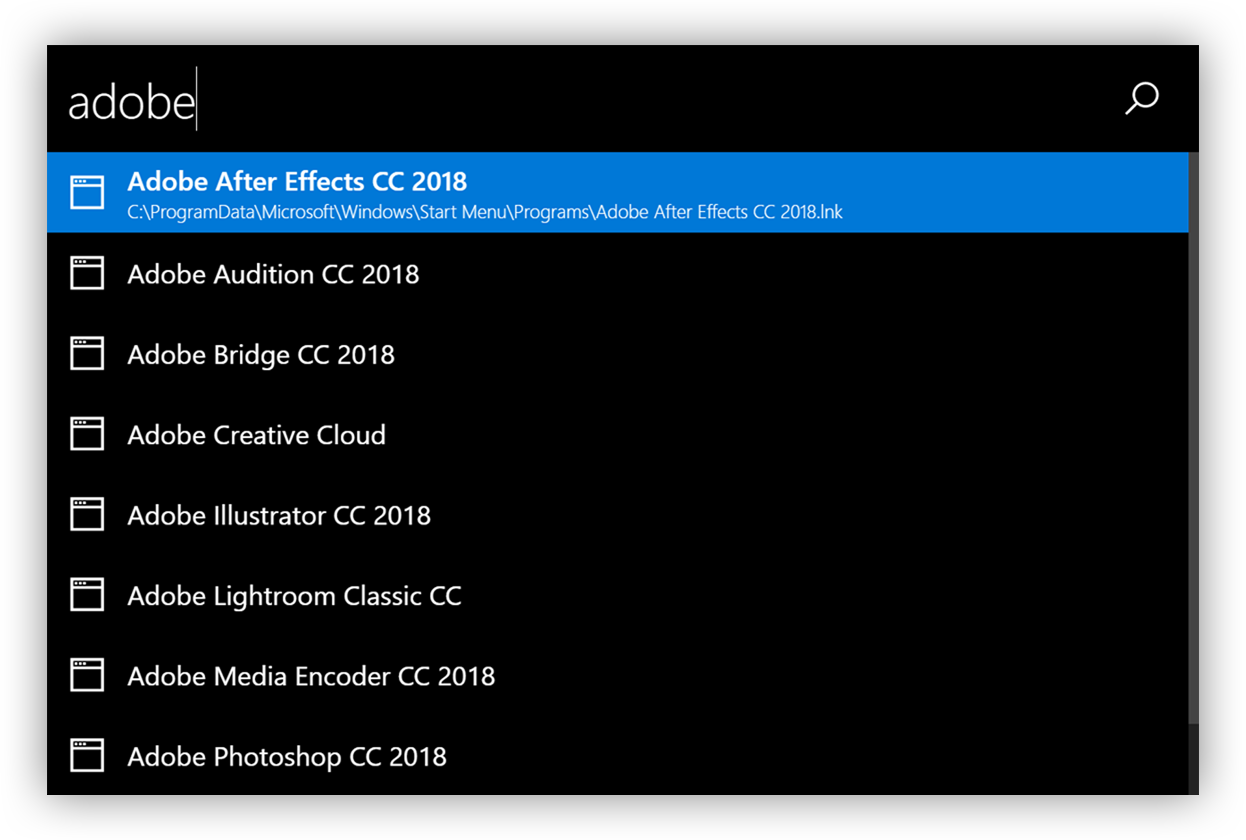 adobe
Adobe After Effects CC 2018
C:\ProgramData\Microsoft\Windows\Start Menu\Programs\Adobe After Effects CC 2018.lnk
Adobe Audition CC 2018
Adobe Bridge CC 2018
Adobe Creative Cloud
Adobe Illustrator CC 2018
Adobe Lightroom Classic CC
Adobe Media Encoder CC 2018
Adobe Photoshop CC 2018